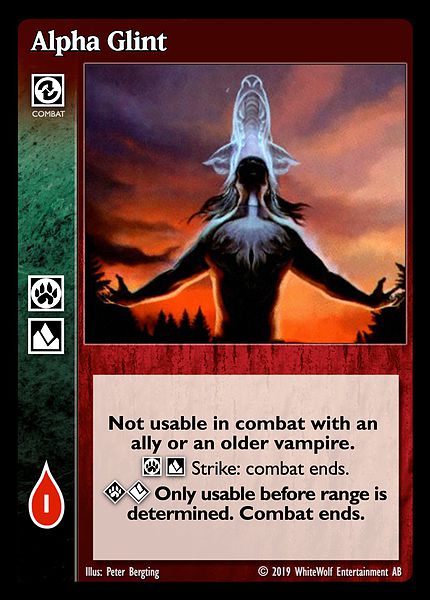 Alpha Glint
COMBAT
Not usable in combat with an
ally or an older vampire.
Strike: combat ends.
Only usable before range is
determined. Combat ends.
1
Illus: Peter Bergting
© 2019 WhiteWolf Entertainment AB